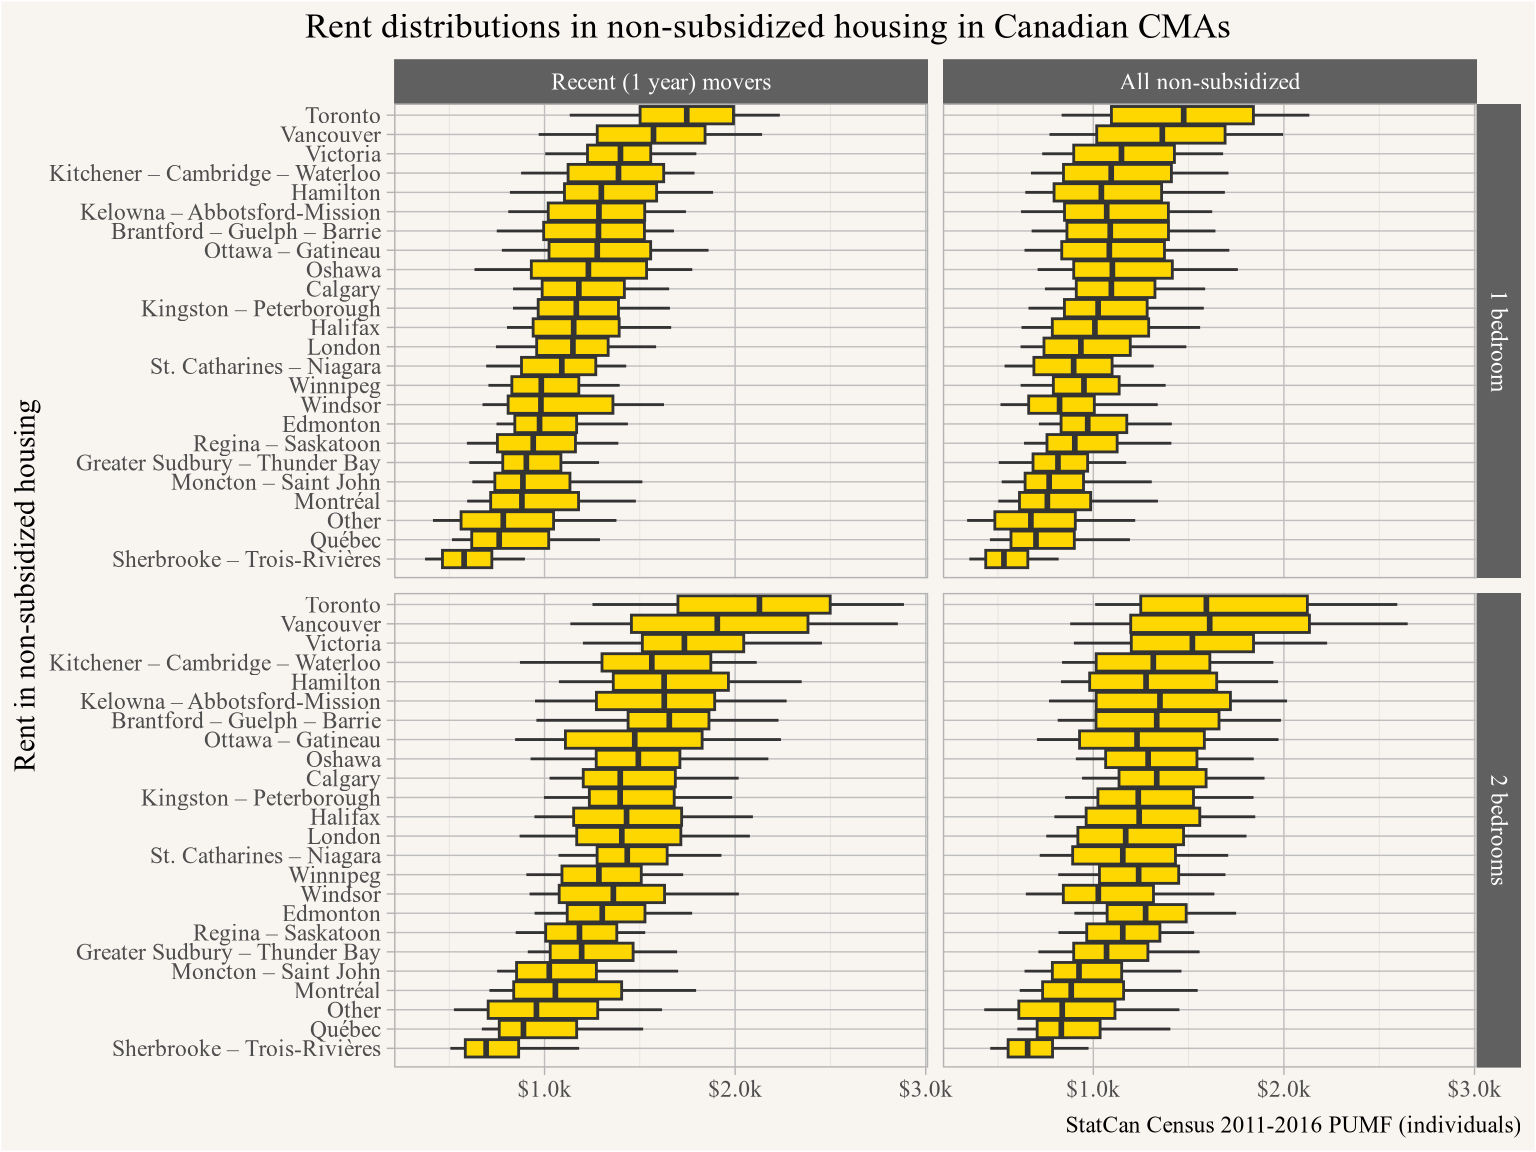 Rent distributions in non-subsidized housing in Canadian CMAs
Recent (1 year) movers
All non-subsidized
Rent in non-subsidized housing
Toronto
Vancouver
Victoria
Kitchener – Cambridge – Waterloo
Hamilton
Kelowna – Abbotsford-Mission
Brantford – Guelph – Barrie
Ottawa – Gatineau
Oshawa
Calgary
Kingston – Peterborough
Halifax
London
St. Catharines – Niagara
Winnipeg
Windsor
Edmonton
Regina – Saskatoon
Greater Sudbury – Thunder Bay
Moncton – Saint John
Montréal
Other
Québec
Sherbrooke – Trois-Rivières
1 bedroom
Toronto
Vancouver
Victoria
Kitchener – Cambridge – Waterloo
Hamilton
Kelowna – Abbotsford-Mission
Brantford – Guelph – Barrie
Ottawa – Gatineau
Oshawa
Calgary
Kingston – Peterborough
Halifax
London
St. Catharines – Niagara
Winnipeg
Windsor
Edmonton
Regina – Saskatoon
Greater Sudbury – Thunder Bay
Moncton – Saint John
Montréal
Other
Québec
Sherbrooke – Trois-Rivières
2 bedrooms
$1.0k $2.0k $3.0k
$1.0k $2.0k $3.0k
StatCan Census 2011-2016 PUMF (individuals)